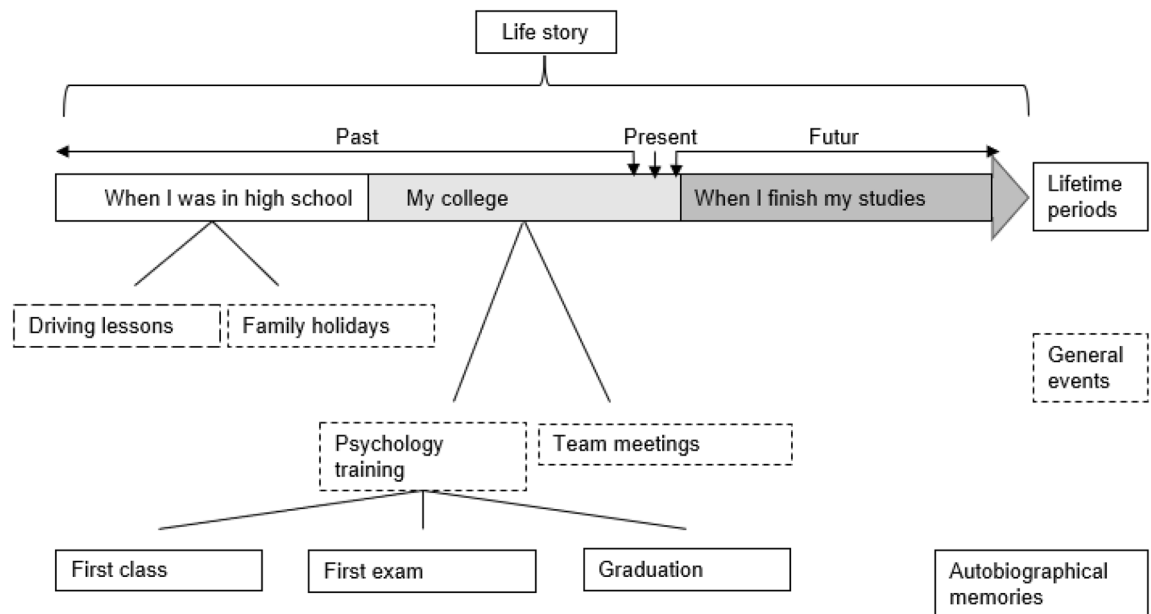 Life story
Past
Present
Futur
When I was in high school
My college
When I finish my studies
Lifetime
periods
Driving lessons
Family holidays
General
events
Psychology
training
Team meetings
First class
First exam
Graduation
Autobiographical
memories